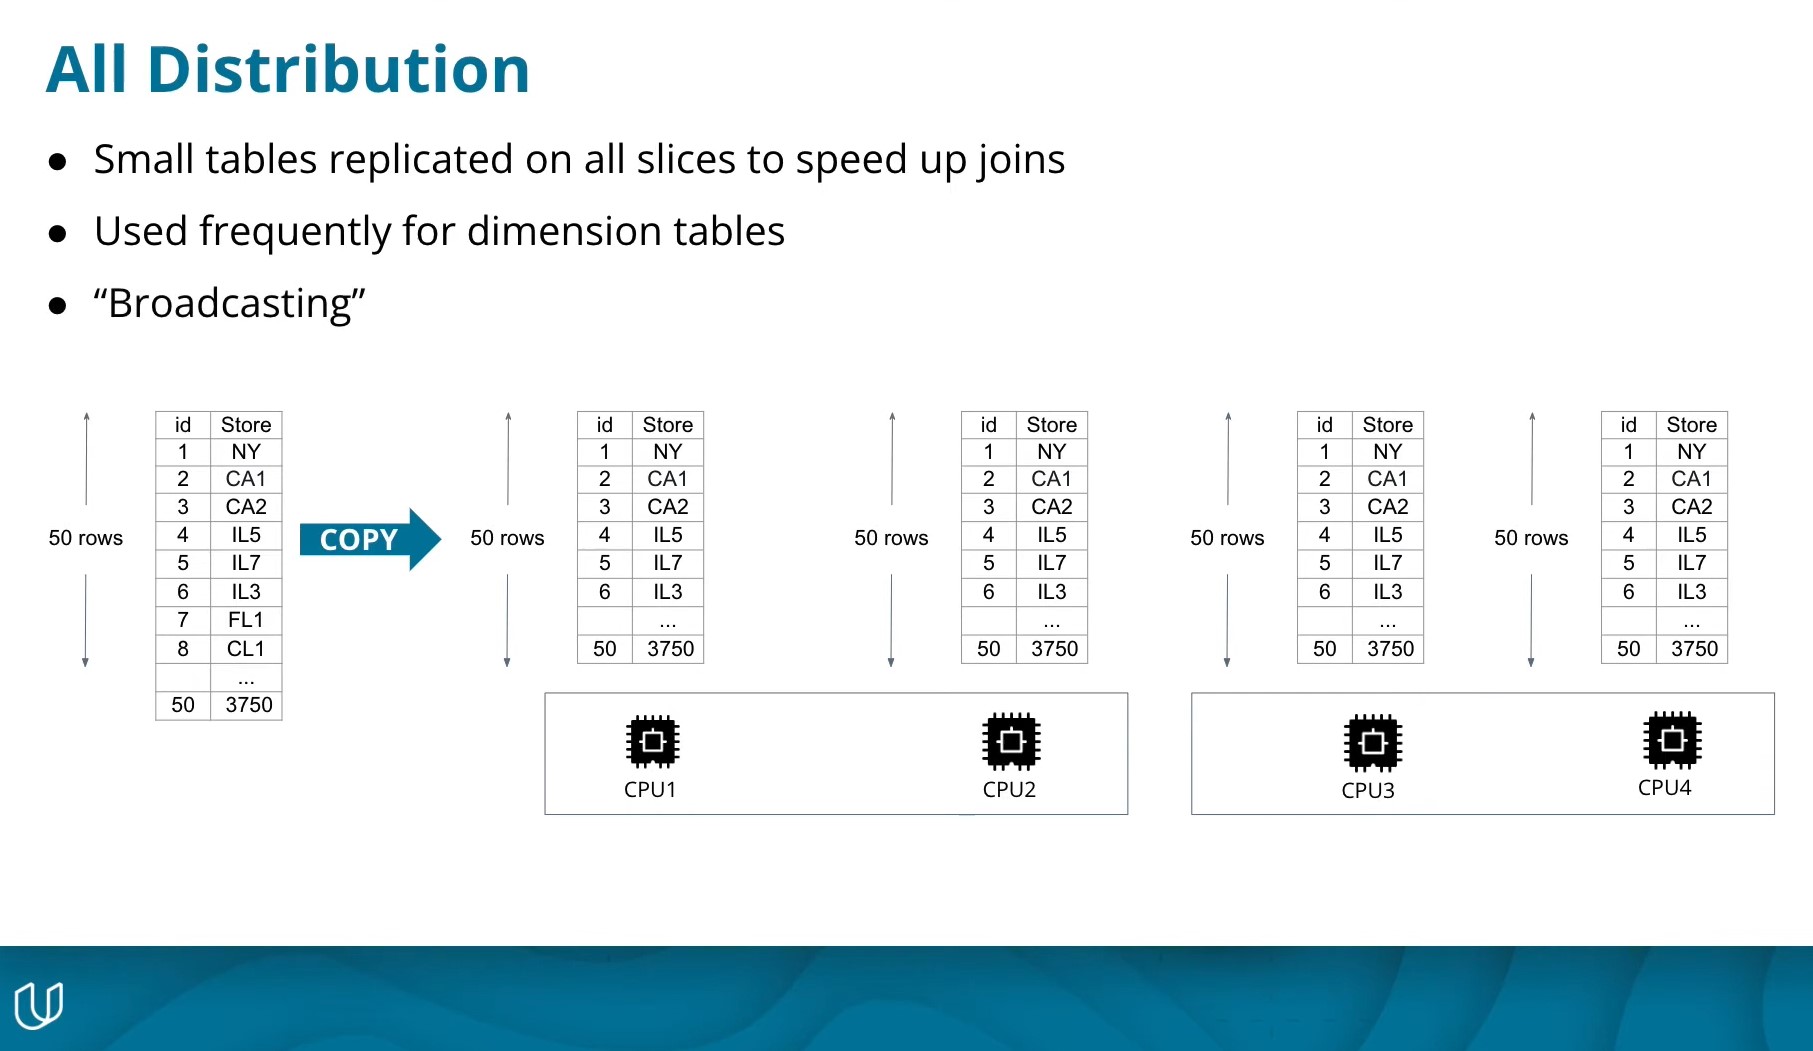 All Distribution
● Small tables replicated on all slices to speed up joins
● Used frequently for dimension tables
● “Broadcasting”
50 rows
id Store
1 NY
2 CA1
3 CA2
4 IL5
5 IL7
6 IL3
7 FL1
8 CL1
...
50 3750
COPY
50 rows
id Store
1 NY
2 CA1
3 CA2
4 IL5
5 IL7
6 IL3
...
50 3750
50 rows
id Store
1 NY
2 CA1
3 CA2
4 IL5
5 IL7
6 IL3
...
50 3750
50 rows
id Store
1 NY
2 CA1
3 CA2
4 IL5
5 IL7
6 IL3
...
50 3750
50 rows
id Store
1 NY
2 CA1
3 CA2
4 IL5
5 IL7
6 IL3
...
50 3750
CPU1
CPU2
CPU3
CPU4